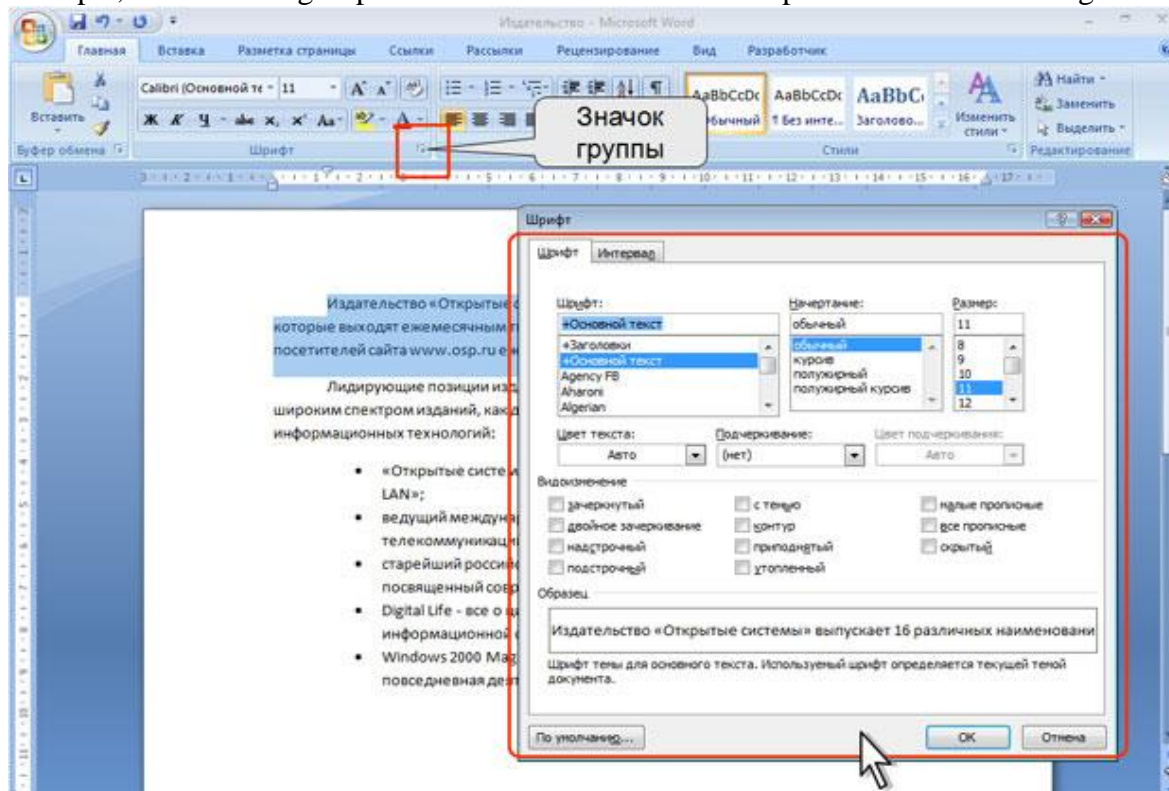 Издательство - Microsoft Word
Главная Вставка Разметка страницы Ссылки Рассылки Рецензирование Вид Разработчик
Вставить
Calibri (Основной те 11
Ж К Ч abc x, x' Aa
AaBbCcDc AaBbCcDc AaBbC
бычный ¶ Без инте... Заголово...
Изменить стили
Найти
Заменить
Выделить
Буфер обмена Шрифт Стили Редактирование
Значок
группы
Издательство «Открытые с
которые выходят ежемесячным
посетителей сайта www.osp.ru
Лидирующие позиции изд
широким спектром изданий, кажд
информационных технологий:
• «Открытые систем
LAN»;
• ведущий междуна
телекоммуникаци
• старейший российс
посвященный совр
• Digital Life - все о
информационной
• Windows 2000 Mag
повседневная деят
Шрифт
Шрифт Интервал
Шрифт: Начертание: Размер:
+Основной текст обычный 11
+Заголовки обычный 8
+Основной текст курсив 9
Agency FB полужирный 10
Aharoni полужирный курсив 11
Algerian 12
Цвет текста: Подчеркивание: Цвет подчеркивания:
Авто (нет) Авто
Видоизменение
зачеркнутый с тенью малые прописные
двойное зачеркивание контур все прописные
надстрочный приподнятый скрытый
подстрочный утопленный
Образец
Издательство «Открытые системы» выпускает 16 различных наименовани
Шрифт темы для основного текста. Используемый шрифт определяется текущей темой
документа.
По умолчанию... ОК Отмена